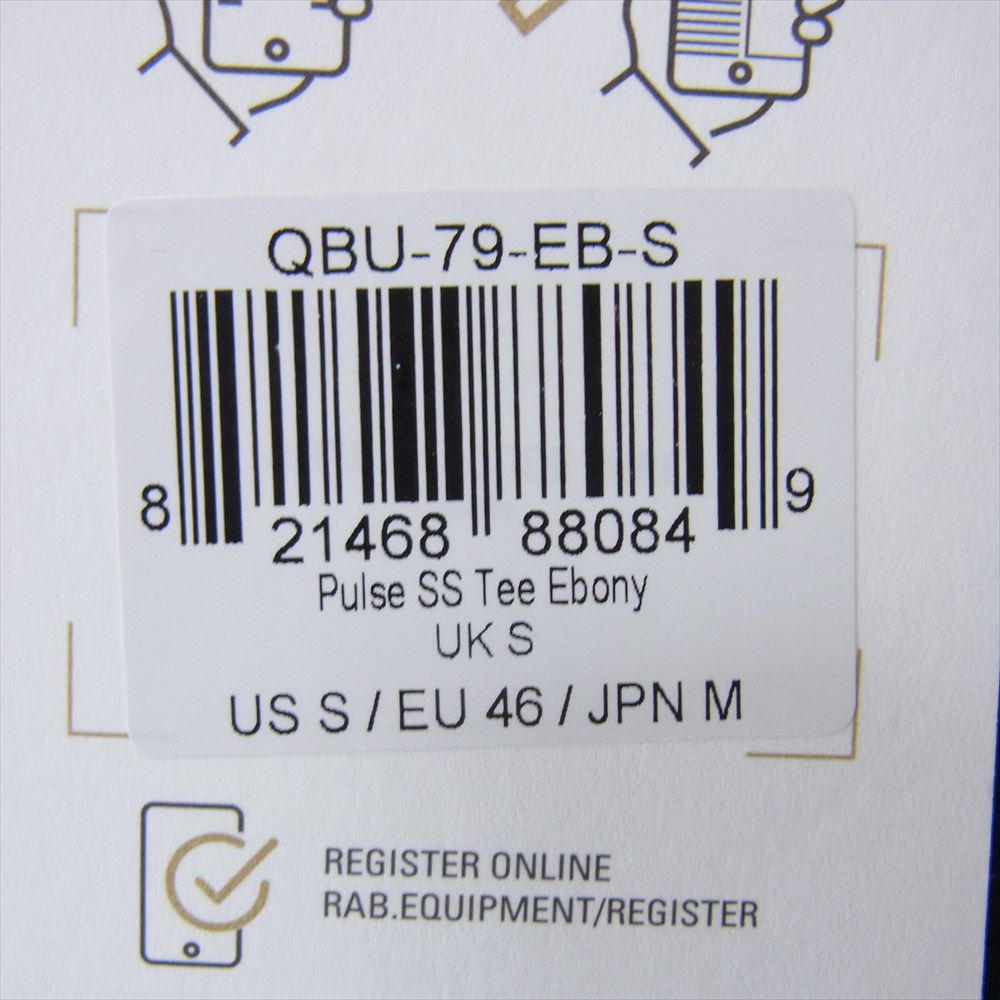 QBU-79-EB-S
8 21468 88084 9
Pulse SS Tee Ebony
UK S
US S / EU 46 / JPN M
REGISTER ONLINE
RAB.EQUIPMENT/REGISTER